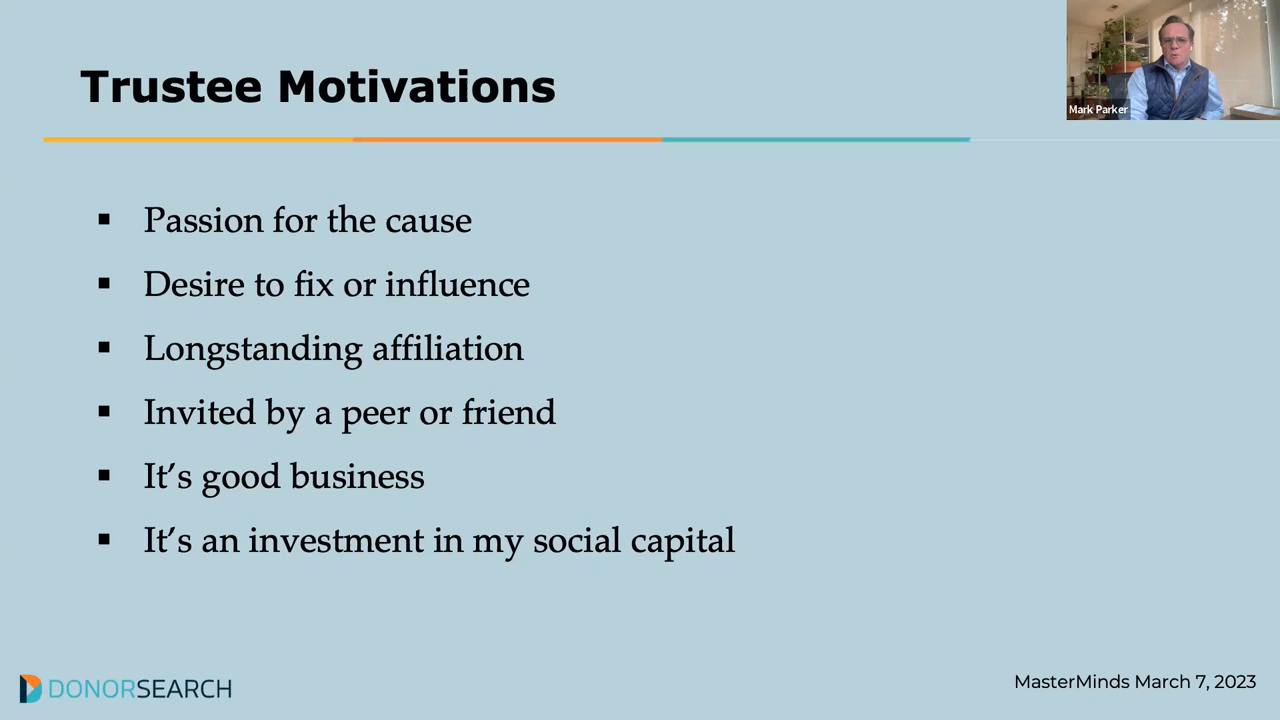 Trustee Motivations
Mark Parker
▪ Passion for the cause
▪ Desire to fix or influence
▪ Longstanding affiliation
▪ Invited by a peer or friend
▪ It’s good business
▪ It’s an investment in my social capital
DONORSEARCH
MasterMinds March 7, 2023